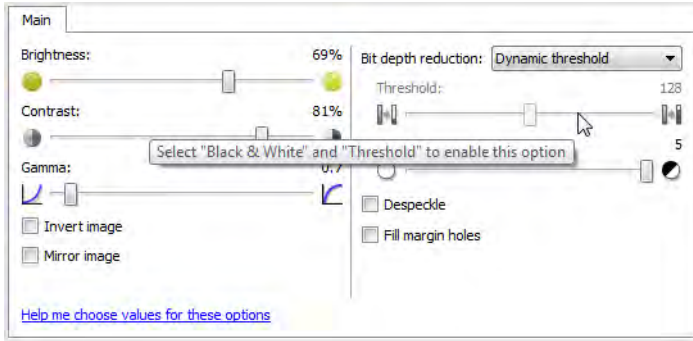 Main
Brightness: 69%
Contrast: 81%
Gamma: 0.7
Invert image
Mirror image
Help me choose values for these options
Bit depth reduction: Dynamic threshold
Threshold: 128
Select "Black & White" and "Threshold" to enable this option
5
Despeckle
Fill margin holes